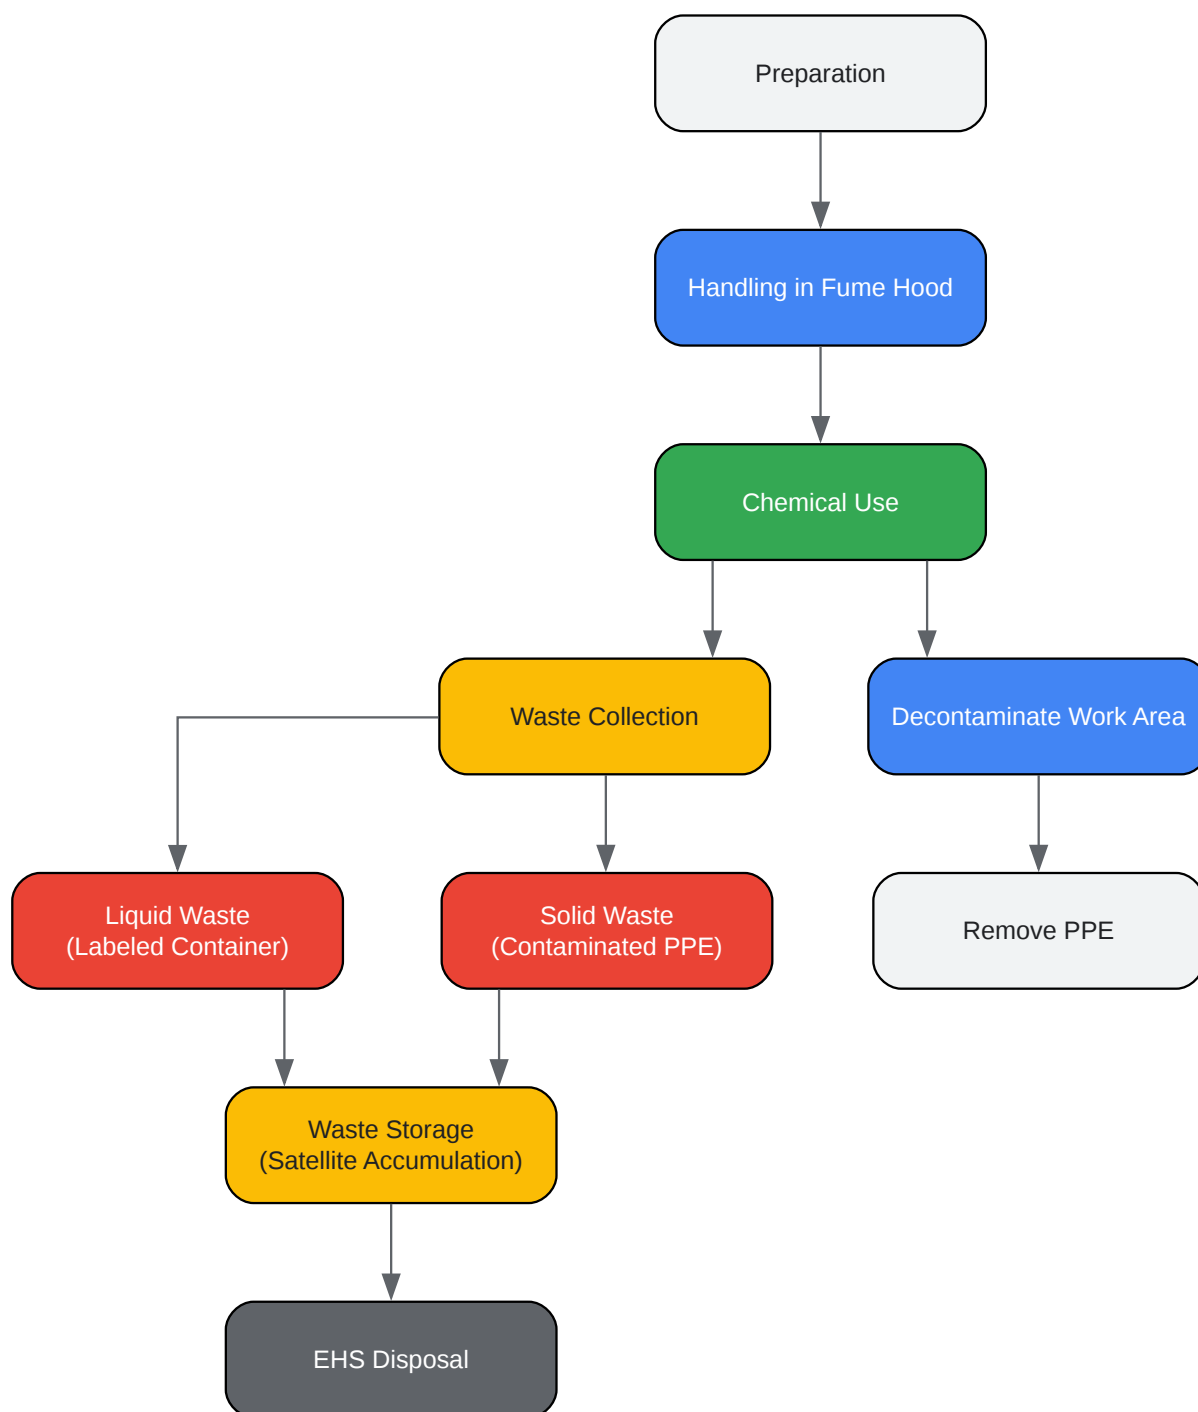 Preparation
Handling in Fume Hood
Chemical Use
Waste Collection
Decontaminate Work Area
Liquid Waste
(Labeled Container)
Solid Waste
(Contaminated PPE)
Remove PPE
Waste Storage
(Satellite Accumulation)
EHS Disposal